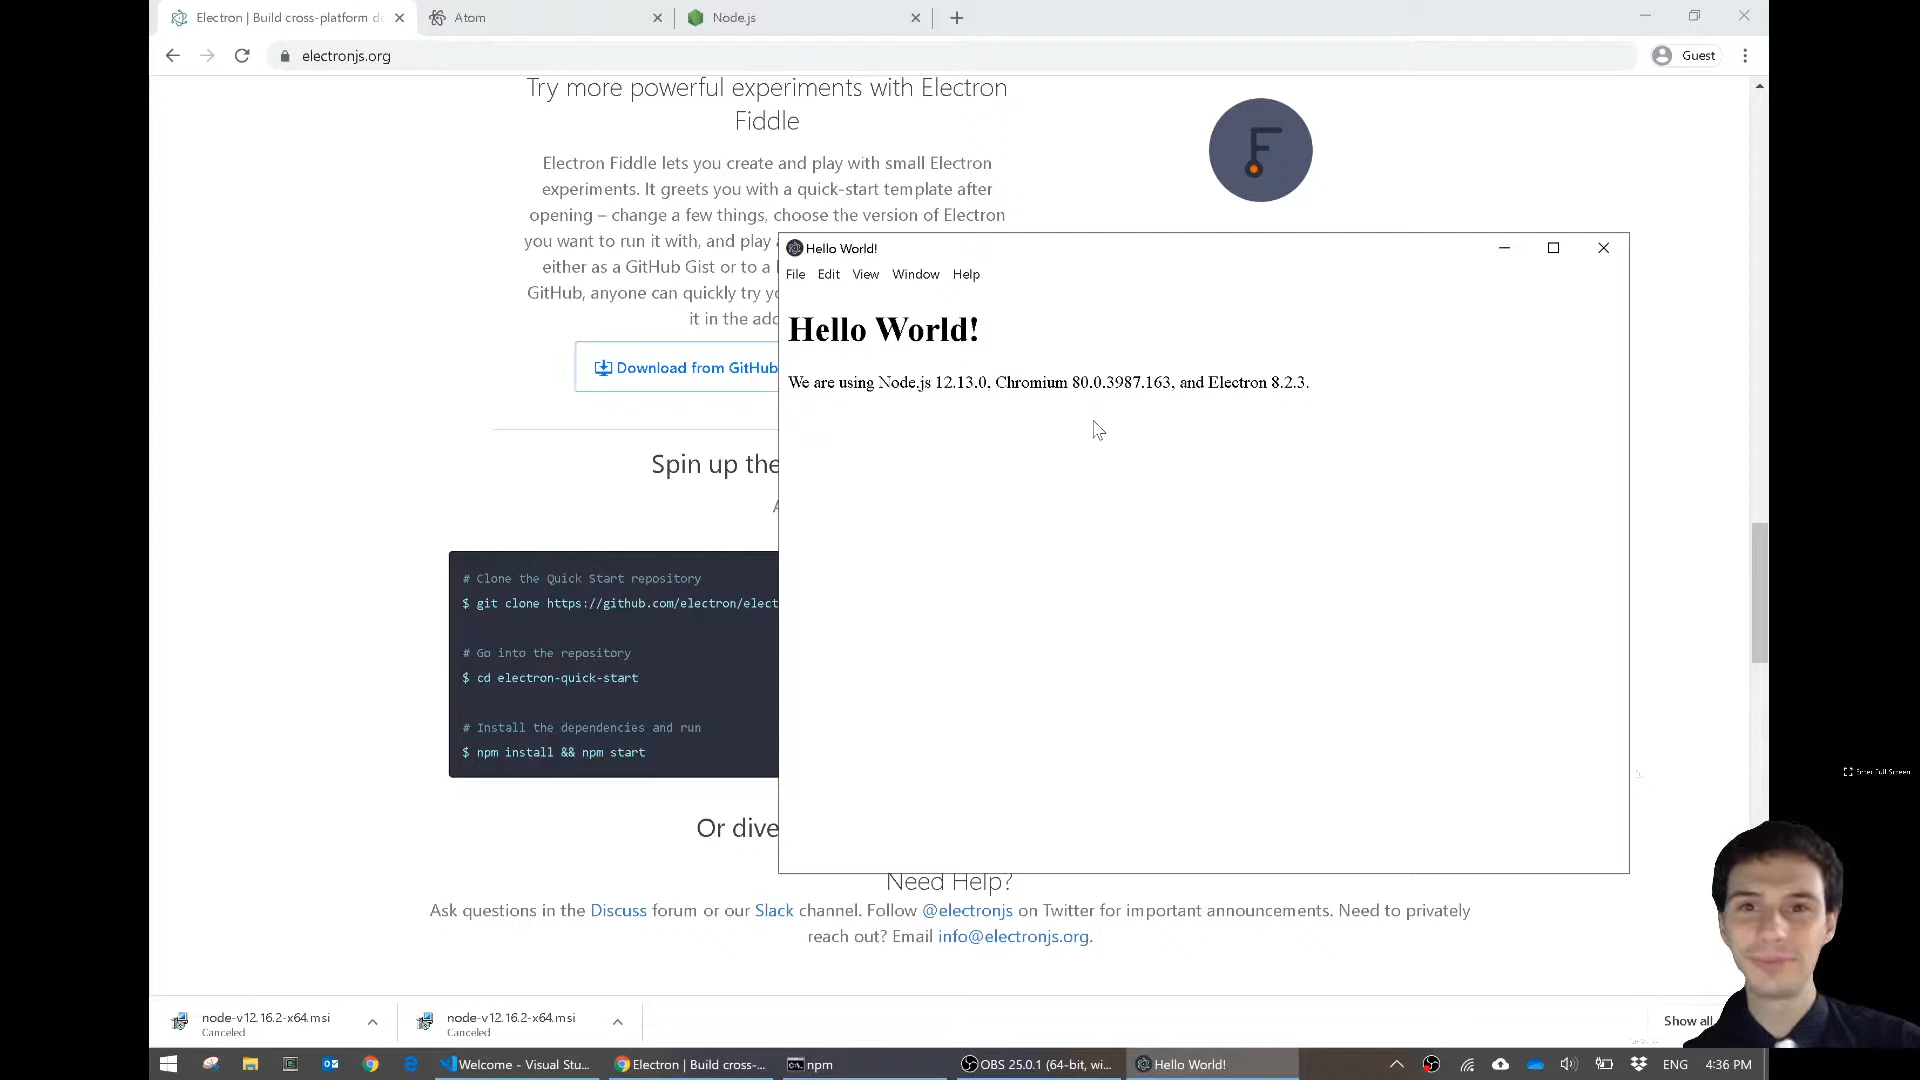 Electron | Build cross-platform de
Atom
Node.js
electronjs.org
Guest
Try more powerful experiments with Electron
Fiddle
Electron Fiddle lets you create and play with small Electron
experiments. It greets you with a quick-start template after
opening – change a few things, choose the version of Electron
you want to run it with, and play a
either as a GitHub Gist or to a l
GitHub, anyone can quickly try yo
it in the add
Download from GitHub
Hello World!
File Edit View Window Help
Hello World!
We are using Node.js 12.13.0, Chromium 80.0.3987.163, and Electron 8.2.3.
Spin up the
A
# Clone the Quick Start repository
$ git clone https://github.com/electron/elect
# Go into the repository
$ cd electron-quick-start
# Install the dependencies and run
$ npm install && npm start
Or dive
Enter Full Screen
Need Help?
Ask questions in the Discuss forum or our Slack channel. Follow @electronjs on Twitter for important announcements. Need to privately
reach out? Email info@electronjs.org.
node-v12.16.2-x64.msi
Canceled
node-v12.16.2-x64.msi
Canceled
Show all
Welcome - Visual Stu...
Electron | Build cross-...
npm
OBS 25.0.1 (64-bit, wi...
Hello World!
ENG
4:36 PM